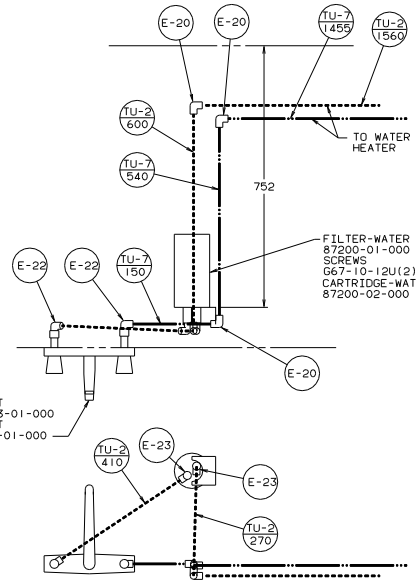 E-20
E-20
TU-7
1455
TU-2
1560
TU-2
600
TO WATER
HEATER
TU-7
540
752
FILTER-WATER
87200-01-000
SCREWS
G67-10-12U(2)
CARTRIDGE-WAT
87200-02-000
E-22
E-22
TU-7
150
E-20
T
3-01-000
T
-01-000
TU-2
410
E-23
E-23
TU-2
270